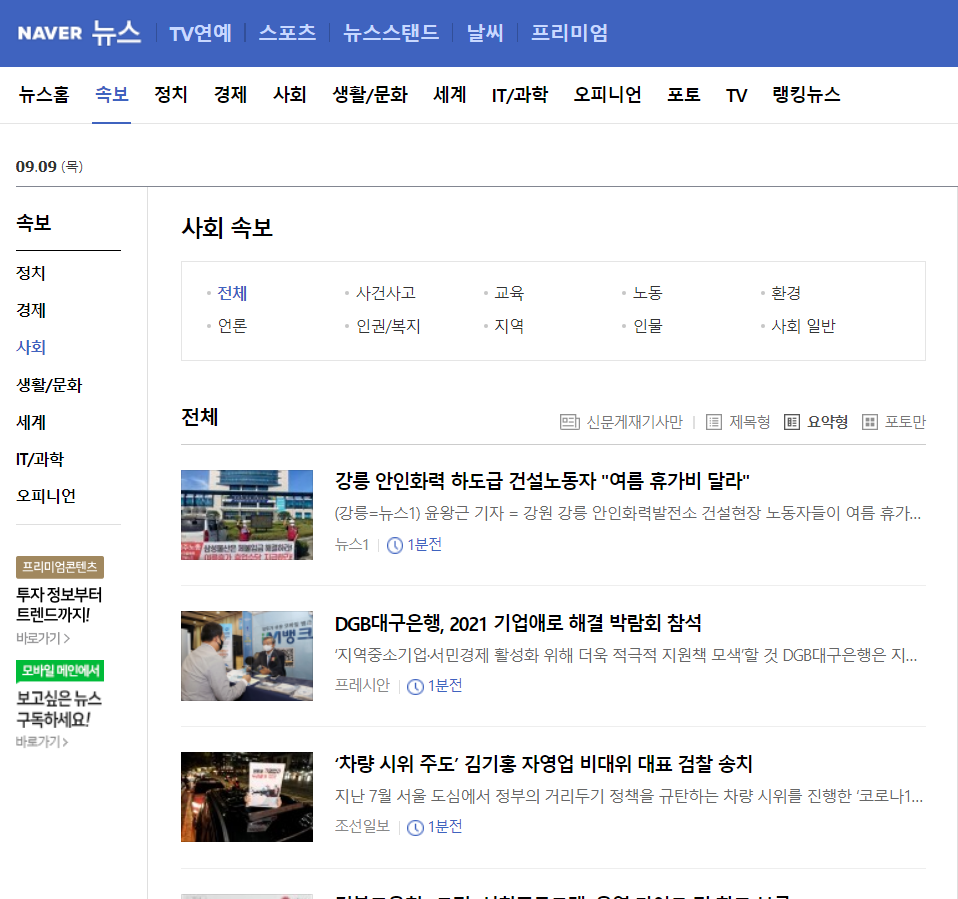 NAVER 뉴스 TV연예 스포츠 뉴스스탠드 날씨 프리미엄
뉴스홈 속보 정치 경제 사회 생활/문화 세계 IT/과학 오피니언 포토 TV 랭킹뉴스
09.09 (목)
속보
정치
경제
사회
생활/문화
세계
IT/과학
오피니언
프리미엄콘텐츠
투자 정보부터
트렌드까지!
바로가기 >
모바일 메인에서
보고싶은 뉴스
구독하세요!
바로가기 >
사회 속보
전체 사건사고 교육 노동 환경
언론 인권/복지 지역 인물 사회 일반
전체
신문게재기사만 | 제목형 요약형 포토만
강릉 안인화력 하도급 건설노동자 "여름 휴가비 달라"
(강릉=뉴스1) 윤왕근 기자 = 강원 강릉 안인화력발전소 건설현장 노동자들이 여름 휴가...
뉴스1 | 1분전
DGB대구은행, 2021 기업애로 해결 박람회 참석
'지역중소기업·서민경제 활성화 위해 더욱 적극적 지원책 모색'할 것 DGB대구은행은 지...
프레시안 | 1분전
‘차량 시위 주도’ 김기홍 자영업 비대위 대표 검찰 송치
지난 7월 서울 도심에서 정부의 거리두기 정책을 규탄하는 차량 시위를 진행한 ‘코로나1...
조선일보 | 1분전